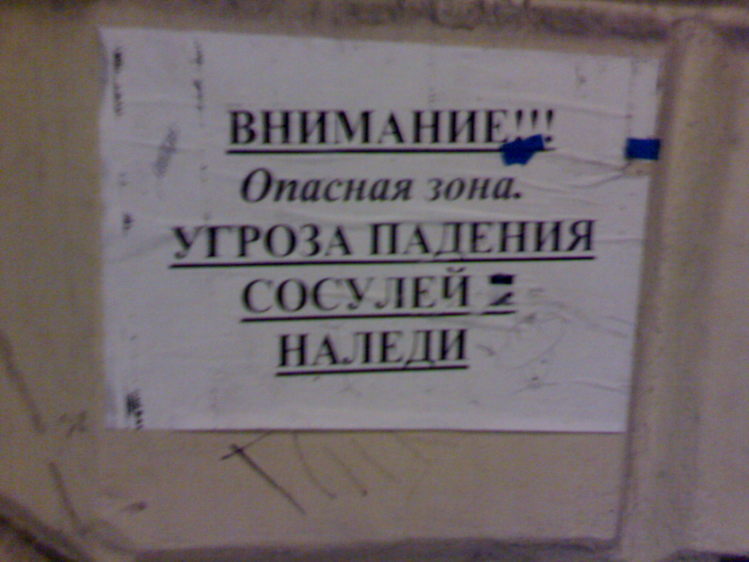 ВНИМАНИЕ!!!
Опасная зона.
УГРОЗА ПАДЕНИЯ
СОСУЛЕЙ
НАЛЕДИ